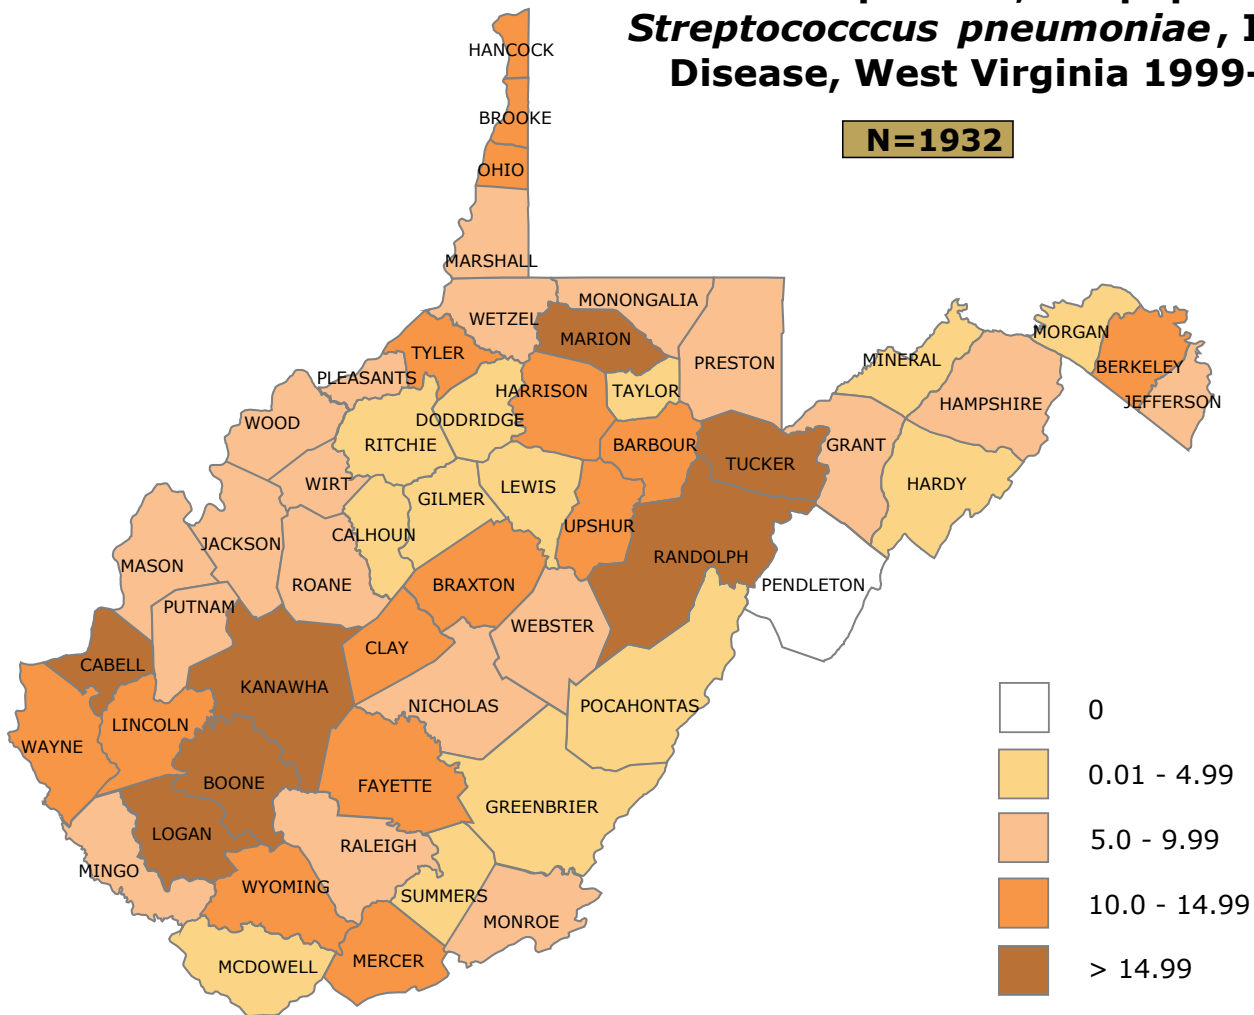 Streptococccus pneumoniae, I
Disease, West Virginia 1999-
N=1932
HANCOCK
BROOKE
OHIO
MARSHALL
WETZEL
MONONGALIA
MARION
PRESTON
TYLER
PLEASANTS
HARRISON
TAYLOR
DODDRIDGE
WOOD
RITCHIE
BARBOUR
TUCKER
GRANT
MINERAL
HAMPSHIRE
MORGAN
BERKELEY
JEFFERSON
HARDY
WIRT
GILMER
LEWIS
UPSHUR
CALHOUN
JACKSON
MASON
ROANE
RANDOLPH
PENDLETON
BRAXTON
PUTNAM
WEBSTER
CLAY
CABELL
KANAWHA
NICHOLAS
POCAHONTAS
LINCOLN
WAYNE
BOONE
FAYETTE
GREENBRIER
LOGAN
RALEIGH
MINGO
WYOMING
SUMMERS
MONROE
MCDOWELL
MERCER
0
0.01 - 4.99
5.0 - 9.99
10.0 - 14.99
> 14.99